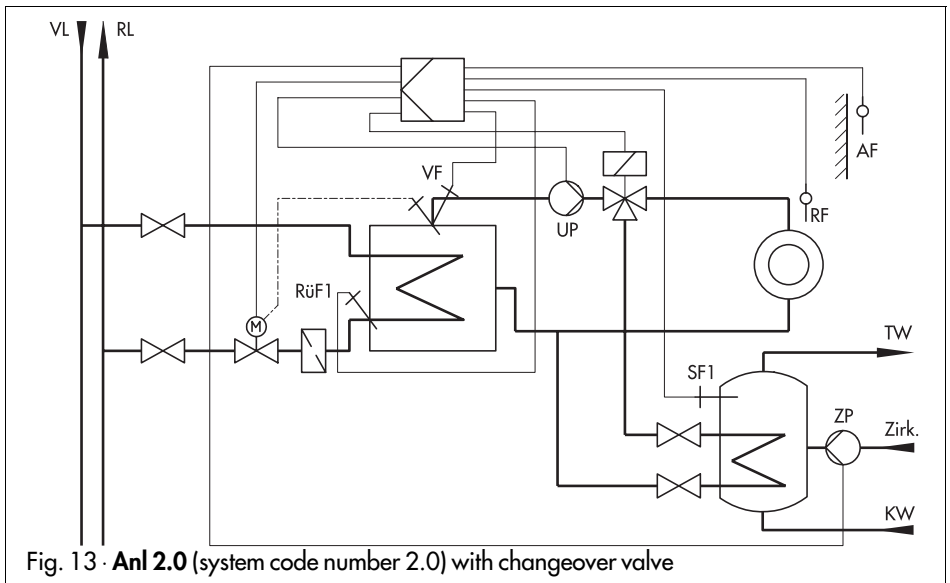 VL RL
AF
VF
RF
UP
RüF1
M
TW
SF1
ZP
Zirk.
KW
Fig. 13 · Anl 2.0 (system code number 2.0) with changeover valve